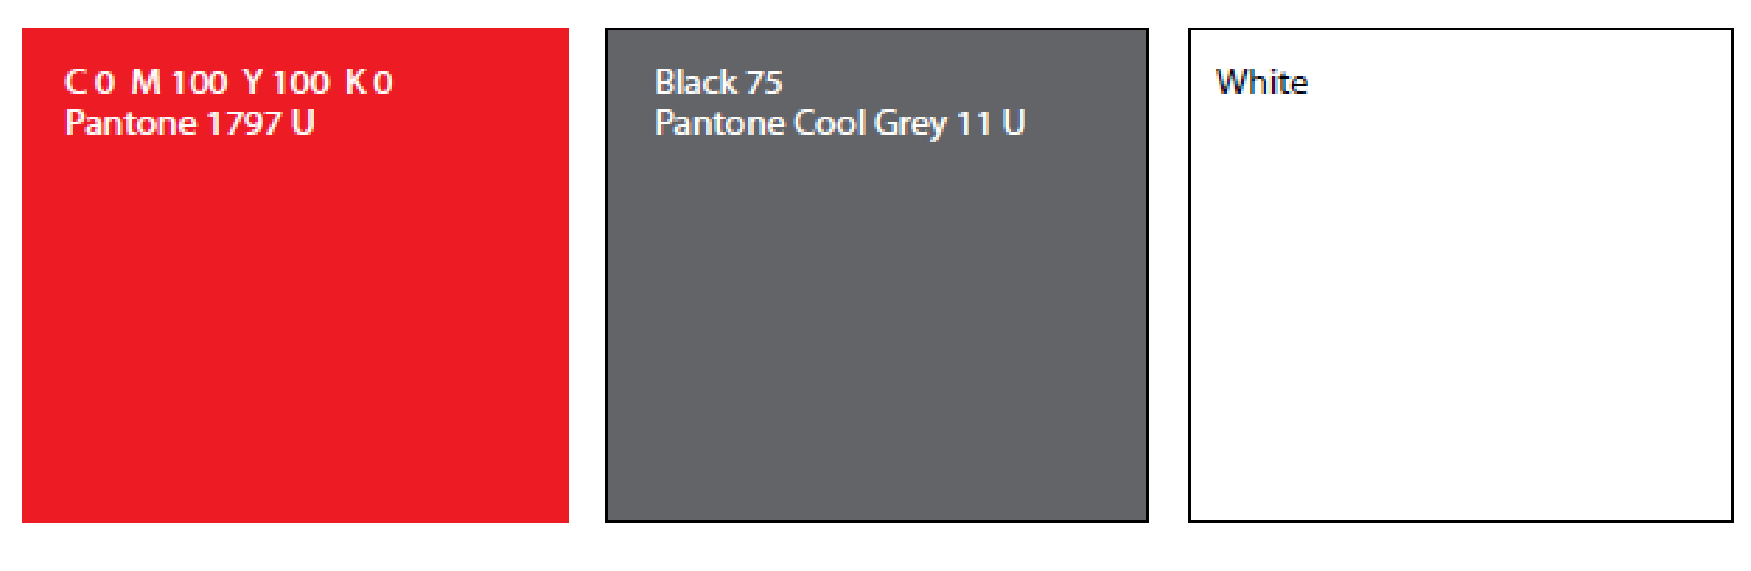 C 0 M 100 Y 100 K 0
Pantone 1797 U
Black 75
Pantone Cool Grey 11 U
White